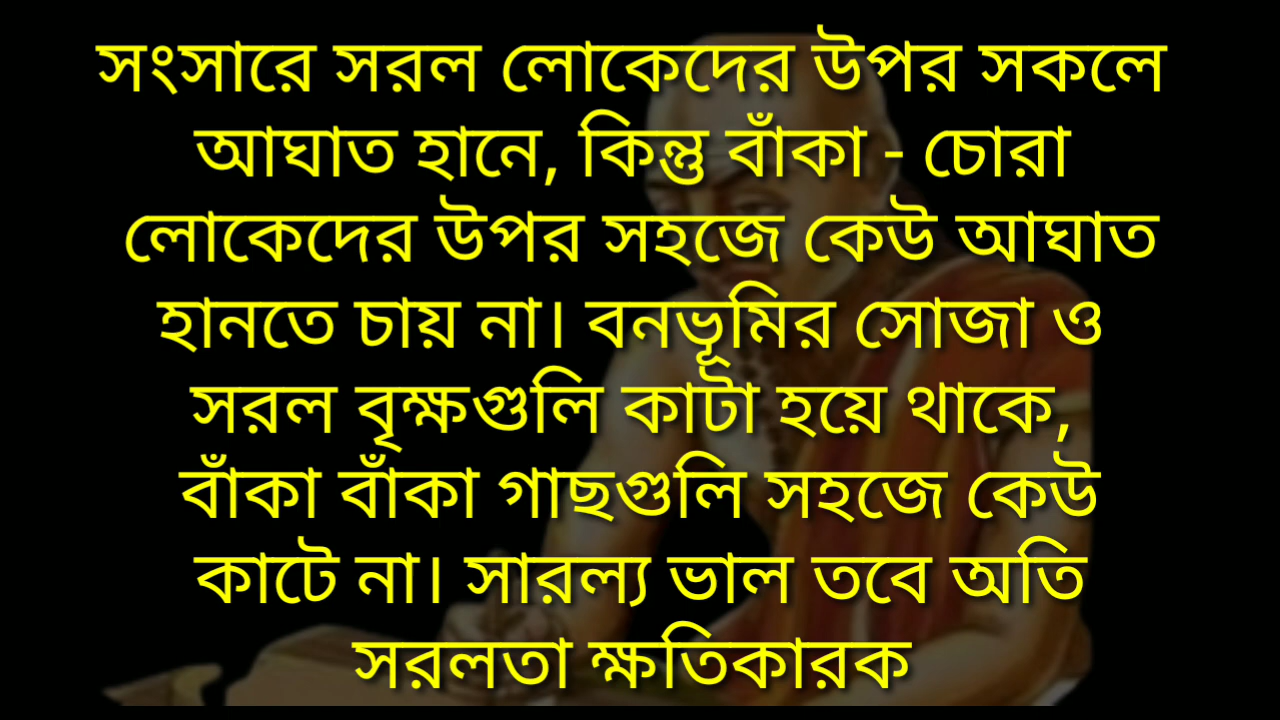 সংসারে সরল লোকেদের উপর সকলে
আঘাত হানে, কিন্তু বাঁকা - চোরা
লোকেদের উপর সহজে কেউ আঘাত
হানতে চায় না। বনভূমির সোজা ও
সরল বৃক্ষগুলি কাটা হয়ে থাকে,
বাঁকা বাঁকা গাছগুলি সহজে কেউ
কাটে না। সারল্য ভাল তবে অতি
সরলতা ক্ষতিকারক